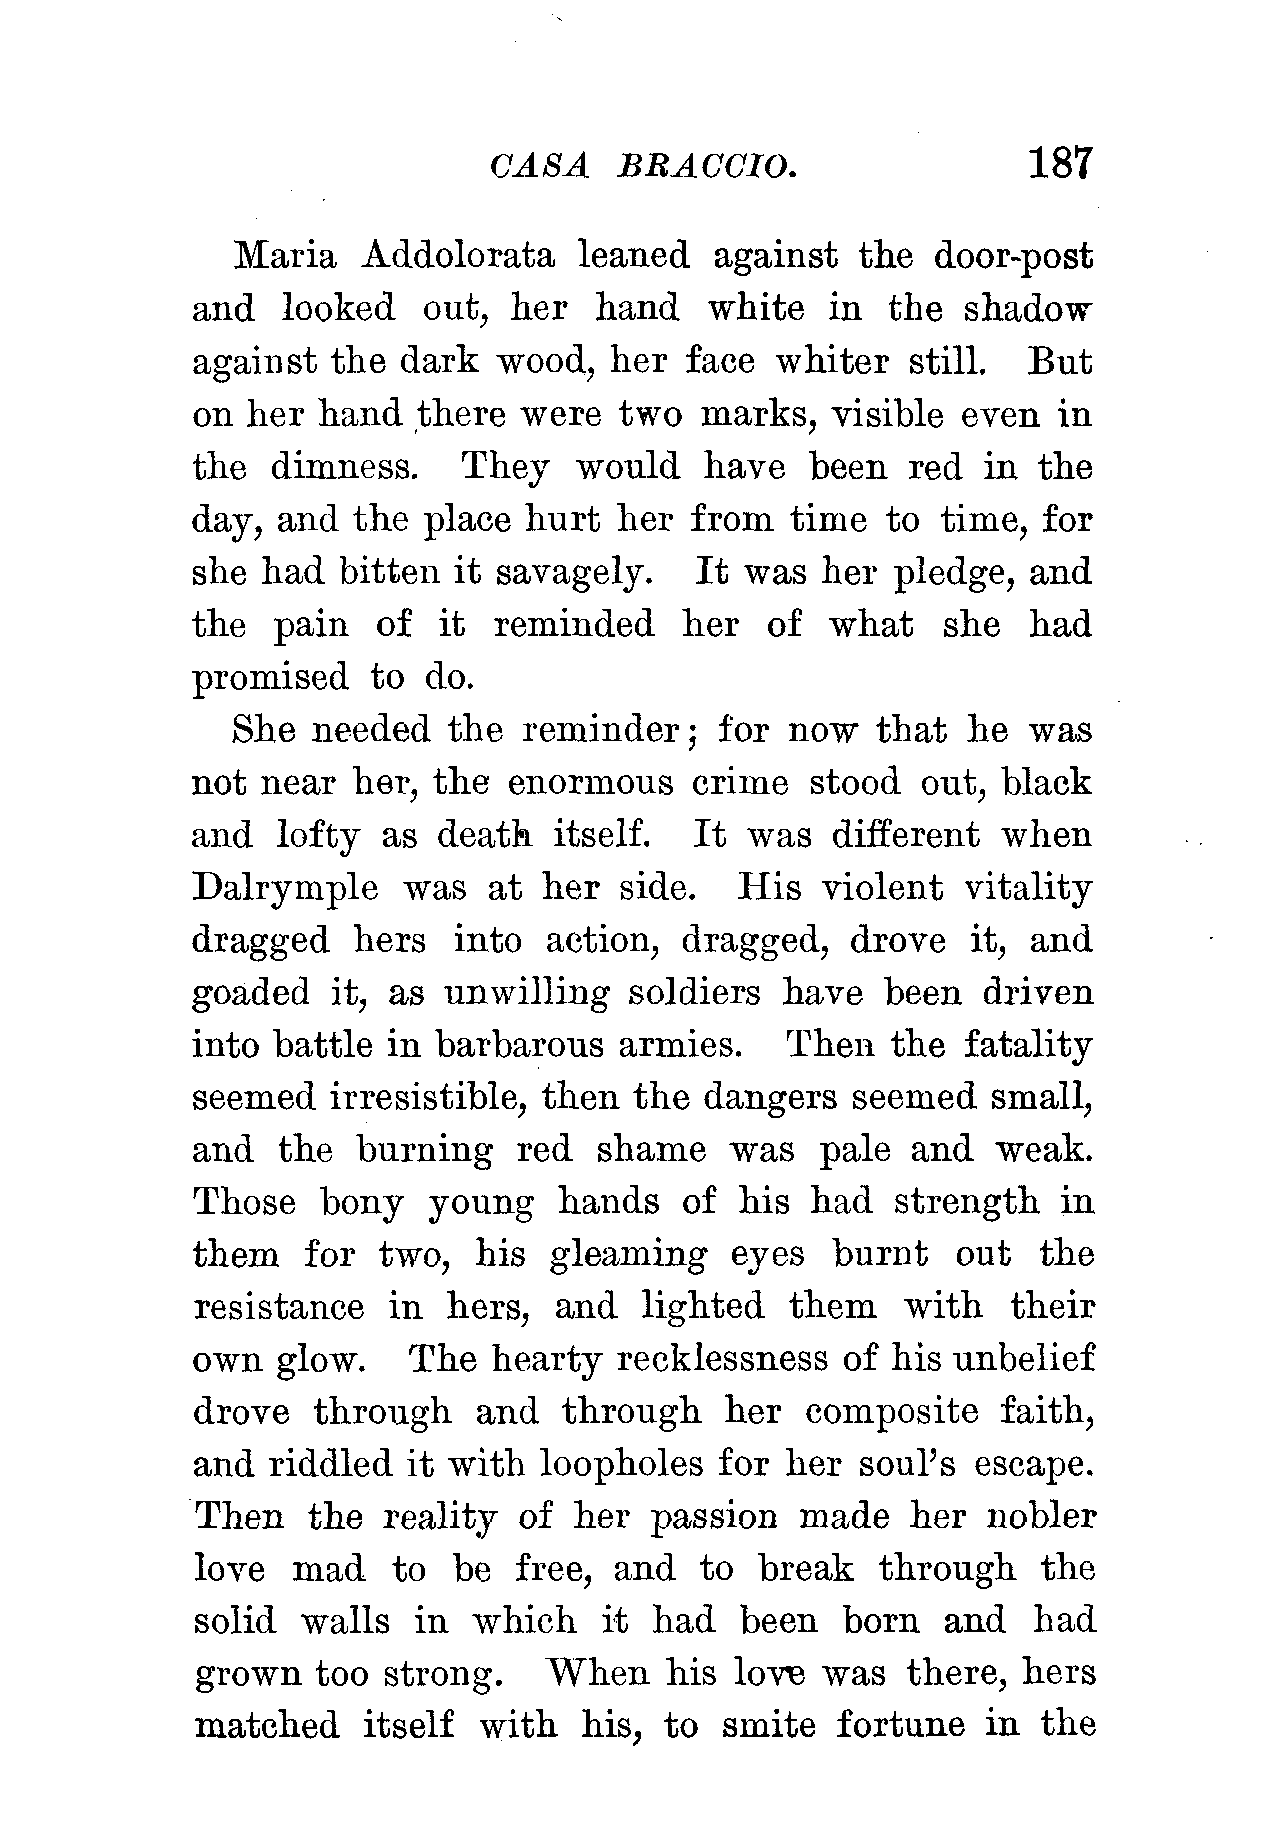 CASA BRACCIO. 187
Maria Addolorata leaned against the door-post
and looked out, her hand white in the shadow
against the dark wood, her face whiter still. But
on her hand there were two marks, visible even in
the dimness. They would have been red in the
day, and the place hurt her from time to time, for
she had bitten it savagely. It was her pledge, and
the pain of it reminded her of what she had
promised to do.
She needed the reminder; for now that he was
not near her, the enormous crime stood out, black
and lofty as death itself. It was different when
Dalrymple was at her side. His violent vitality
dragged hers into action, dragged, drove it, and
goaded it, as unwilling soldiers have been driven
into battle in barbarous armies. Then the fatality
seemed irresistible, then the dangers seemed small,
and the burning red shame was pale and weak.
Those bony young hands of his had strength in
them for two, his gleaming eyes burnt out the
resistance in hers, and lighted them with their
own glow. The hearty recklessness of his unbelief
drove through and through her composite faith,
and riddled it with loopholes for her soul's escape.
Then the reality of her passion made her nobler
love mad to be free, and to break through the
solid walls in which it had been born and had
grown too strong. When his love was there, hers
matched itself with his, to smite fortune in the